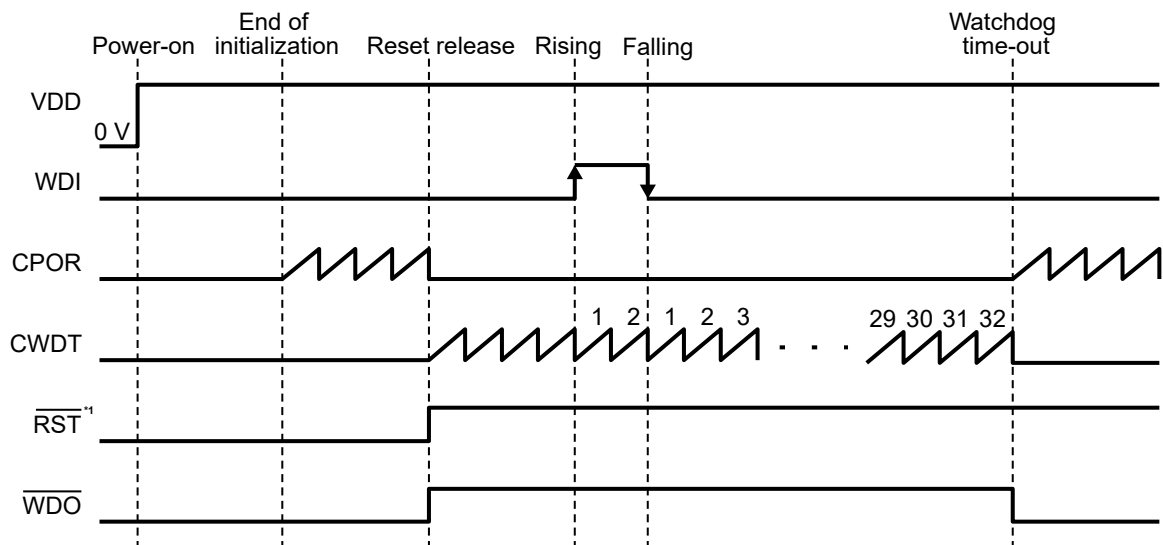 Power-on
End of
initialization
Reset release
Rising
Falling
Watchdog
time-out
VDD
0 V
WDI
CPOR
CWDT
1 2 1 2 3 . . . 29 30 31 32
RST *1
WDO